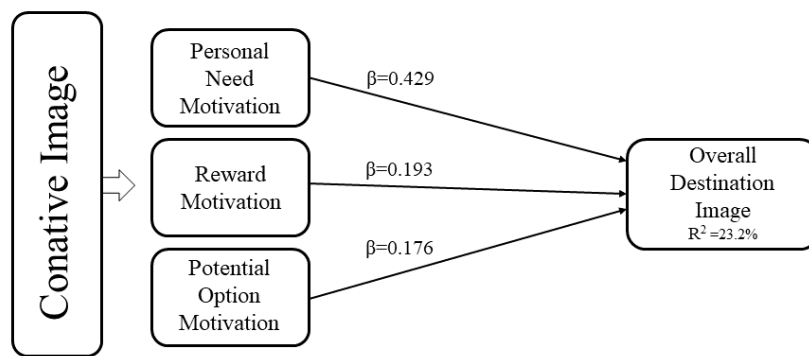 Conative Image
Personal
Need
Motivation
β=0.429
Reward
Motivation
β=0.193
Potential
Option
Motivation
β=0.176
Overall
Destination
Image
R² =23.2%